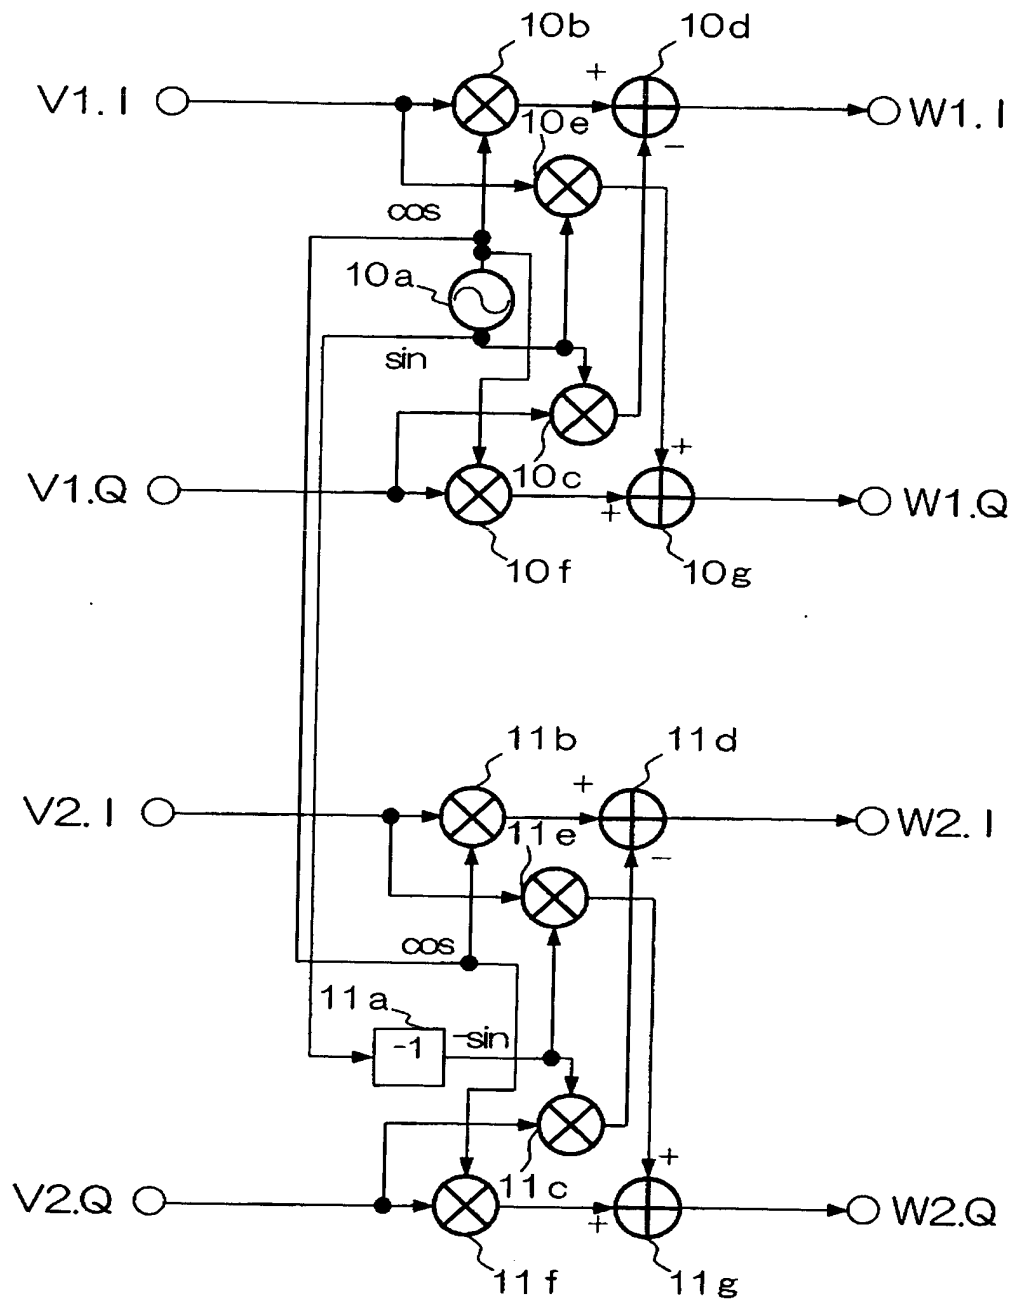 10b
10d
V1.I
+
W1.I
10e
−
cos
10a
sin
+
10c
V1.Q
+
W1.Q
10f
10g
11b
11d
+
V2.I
W2.I
11e
−
cos
11a
-1
-sin
+
11c
V2.Q
+
W2.Q
11f
11g